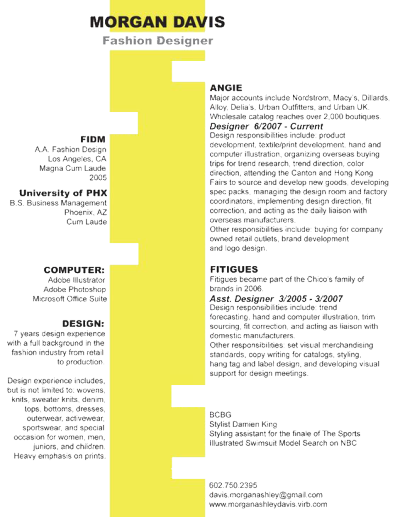 MORGAN DAVIS
Fashion Designer
FIDM
A.A. Fashion Design
Los Angeles, CA
Magna Cum Laude
2005
University of PHX
B.S. Business Management
Phoenix, AZ
Cum Laude
COMPUTER:
Adobe Illustrator
Adobe Photoshop
Microsoft Office Suite
DESIGN:
7 years design experience
with a full background in the
fashion industry from retail
to production.
Design experience includes,
but is not limited to, wovens,
knits, sweater knits, denim,
tops, bottoms, dresses,
outerwear, activewear,
sportswear, and special
occasion for women, men,
juniors, and children.
Heavy emphasis on prints.
ANGIE
Major accounts include Nordstrom, Macy's, Dillards,
Alloy, Delia's, Urban Outfitters, and Urban UK.
Wholesale catalog reaches over 2,000 boutiques.
Designer 6/2007 - Current
Design responsibilities include: product
development, textile/print development, hand and
computer illustration, organizing overseas buying
trips for trend research, trend direction, color
direction, attending the Canton and Hong Kong
Fairs to source and develop new goods, developing
spec packs, managing the design room and factory
coordinators, implementing design direction, fit
correction, and acting as the daily liaison with
overseas manufacturers.
Other responsibilities include: buying for company
owned retail outlets, brand development
and logo design.
FITIGUES
Fitigues became part of the Chico's family of
brands in 2006.
Asst. Designer 3/2005 - 3/2007
Design responsibilities include: trend
forecasting, hand and computer illustration, trim
sourcing, fit correction, and acting as liaison with
domestic manufacturers.
Other responsibilities: set visual merchandising
standards, copy writing for catalogs, styling,
hang tag and label design, and developing visual
support for design meetings.
BCBG
Stylist Damien King
Styling assistant for the finale of The Sports
Illustrated Swimsuit Model Search on NBC
602.750.2395
davis.morganashley@gmail.com
www.morganashleydavis.virb.com